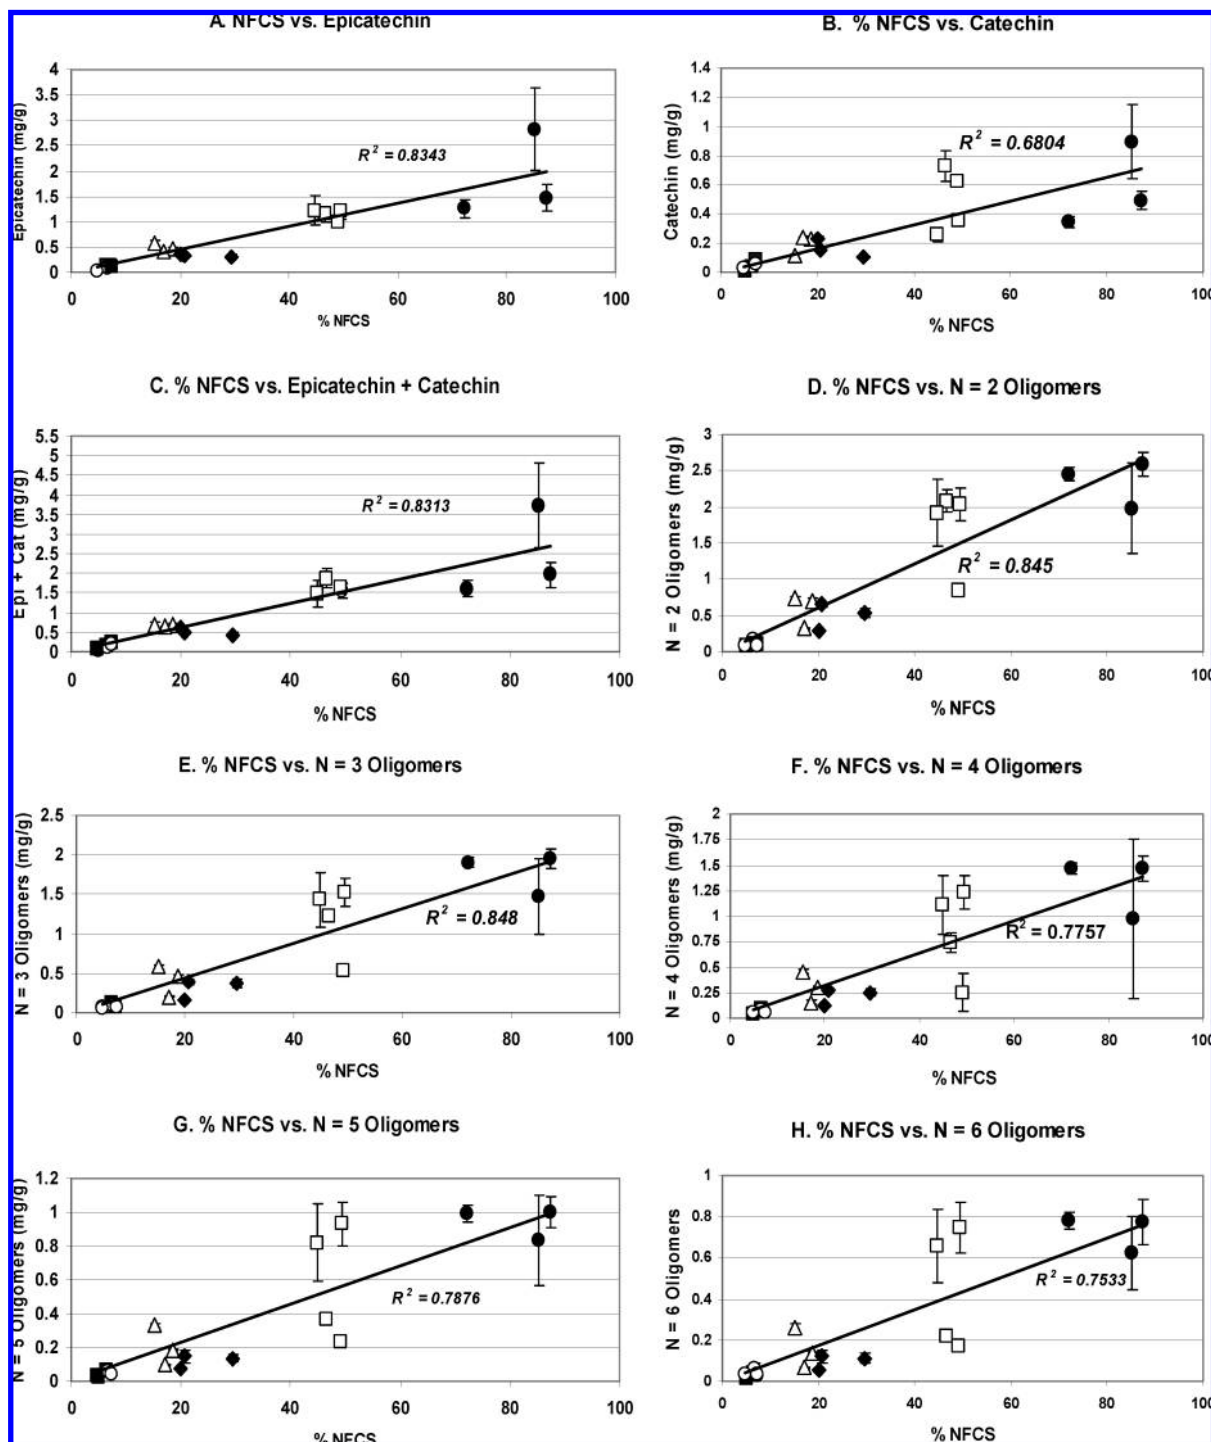 A. NFCS vs. Epicatechin
Epicatechin (mg/g)
4
3.5
3
2.5
2
1.5
1
0.5
0
R² = 0.8343
0 20 40 60 80 100
% NFCS
B. % NFCS vs. Catechin
Catechin (mg/g)
1.4
1.2
1
0.8
0.6
0.4
0.2
0
R² = 0.6804
0 20 40 60 80 100
% NFCS
C. % NFCS vs. Epicatechin + Catechin
Epi + Cat (mg/g)
5.5
5
4.5
4
3.5
3
2.5
2
1.5
1
0.5
0
R² = 0.8313
0 20 40 60 80 100
% NFCS
D. % NFCS vs. N = 2 Oligomers
N = 2 Oligomers (mg/g)
3
2.5
2
1.5
1
0.5
0
R² = 0.845
0 20 40 60 80 100
% NFCS
E. % NFCS vs. N = 3 Oligomers
N = 3 Oligomers (mg/g)
2.5
2
1.5
1
0.5
0
R² = 0.848
0 20 40 60 80 100
% NFCS
F. % NFCS vs. N = 4 Oligomers
N = 4 Oligomers (mg/g)
2
1.75
1.5
1.25
1
0.75
0.5
0.25
0
R² = 0.7757
0 20 40 60 80 100
% NFCS
G. % NFCS vs. N = 5 Oligomers
N = 5 Oligomers (mg/g)
1.2
1
0.8
0.6
0.4
0.2
0
R² = 0.7876
0 20 40 60 80 100
% NFCS
H. % NFCS vs. N = 6 Oligomers
N = 6 Oligomers
1
0.8
0.6
0.4
0.2
0
R² = 0.7533
0 20 40 60 80 100
% NFCS